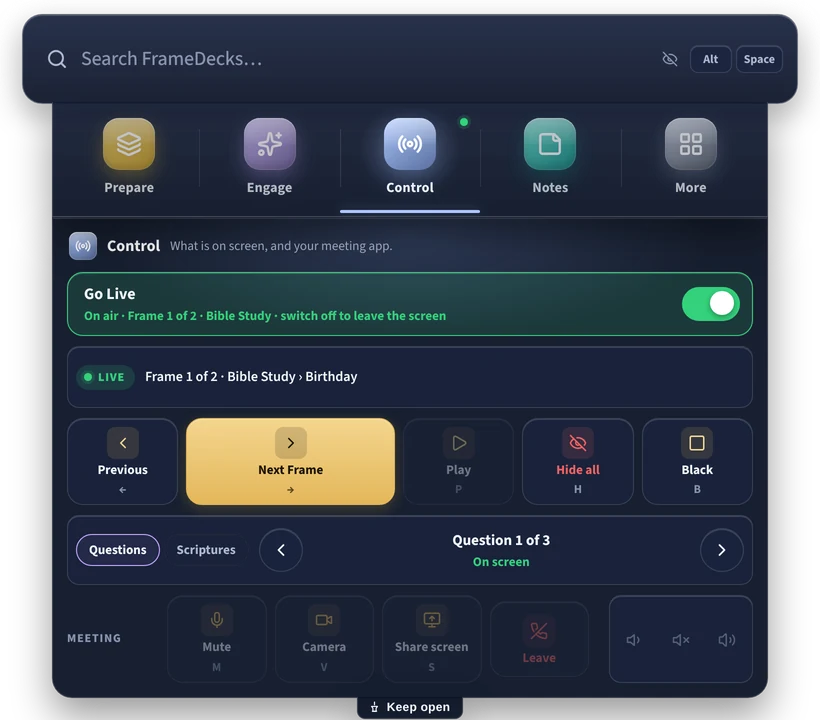 Search FrameDecks…
Alt
Space
Prepare
Engage
Control
Notes
More
Control What is on screen, and your meeting app.
Go Live
On air · Frame 1 of 2 · Bible Study · switch off to leave the screen
LIVE Frame 1 of 2 · Bible Study › Birthday
Previous
←
Next Frame
→
Play
P
Hide all
H
Black
B
Questions
Scriptures
Question 1 of 3
On screen
MEETING
Mute
M
Camera
V
Share screen
S
Leave
Keep open